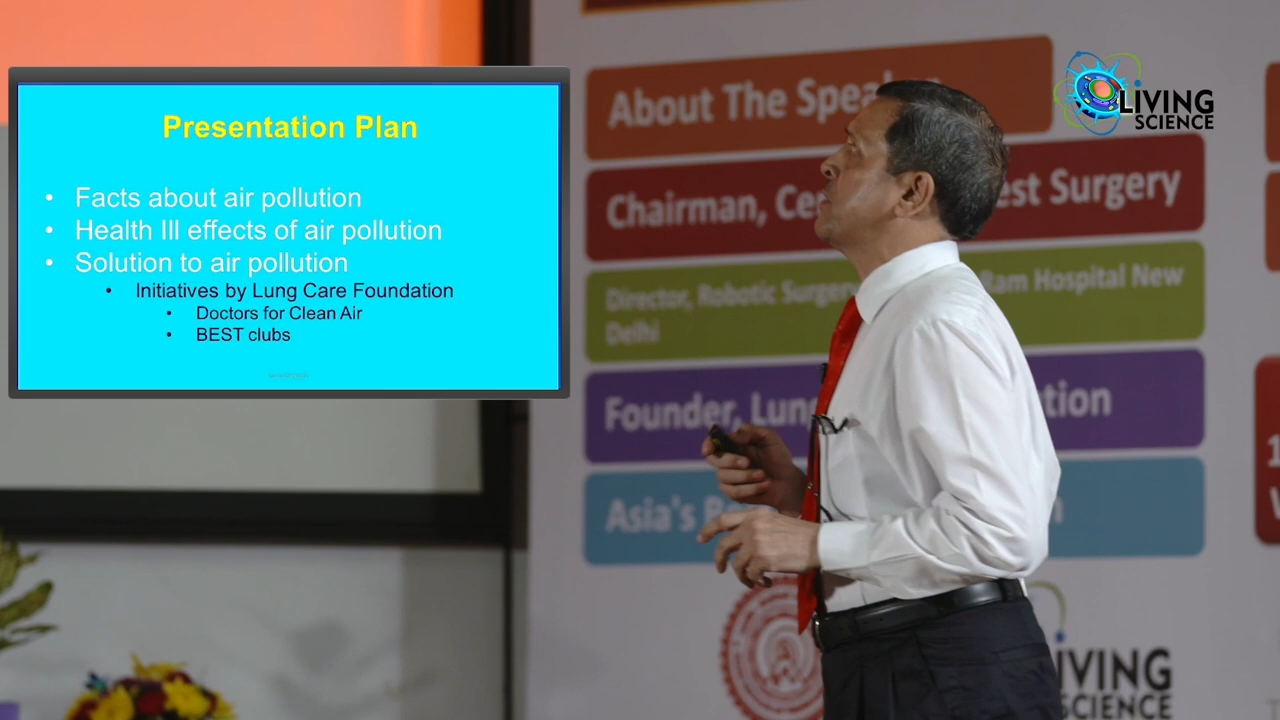 Presentation Plan
• Facts about air pollution
• Health Ill effects of air pollution
• Solution to air pollution
• Initiatives by Lung Care Foundation
• Doctors for Clean Air
• BEST clubs
About The Spea
Chairman, Ce est Surgery
Director, Robotic Surgery Ram Hospital New
Delhi
Founder, Lung tion
Asia's
LIVING
SCIENCE
LIVING
SCIENCE